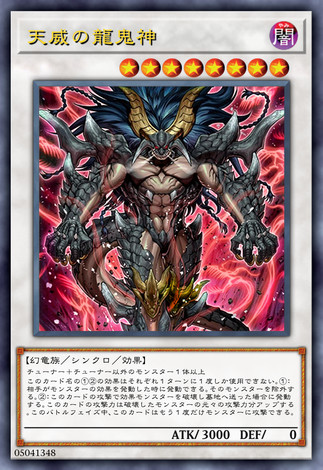 天威の龍鬼神
闇
やみ
【幻竜族／シンクロ／効果】
チューナー＋チューナー以外のモンスター１体以上
このカード名の①②の効果はそれぞれ１ターンに１度しか使用できない。①：
相手がモンスターの効果を発動した時に発動できる。そのモンスターを除外す
る。②：このカードの攻撃で効果モンスターを破壊し墓地へ送った場合に発動
する。このカードの攻撃力は破壊したモンスターの元々の攻撃力分アップする。
このバトルフェイズ中、このカードはもう１度だけモンスターに攻撃できる。
ATK/ 3000 DEF/ 0
05041348